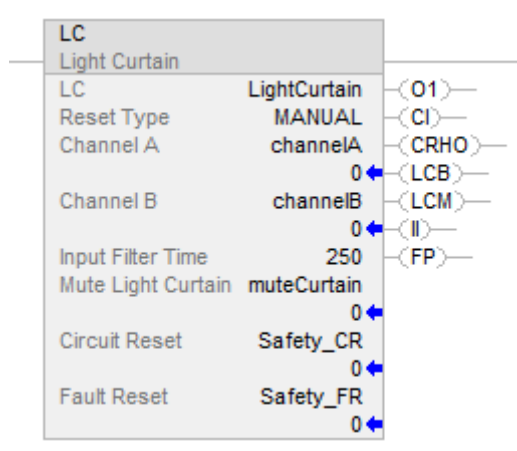 LC
Light Curtain
LC LightCurtain (O1)
Reset Type MANUAL (CI)
Channel A channelA (CRHO)
0 (LCB)
Channel B channelB (LCM)
0 (II)
Input Filter Time 250 (FP)
Mute Light Curtain muteCurtain
0
Circuit Reset Safety_CR
0
Fault Reset Safety_FR
0